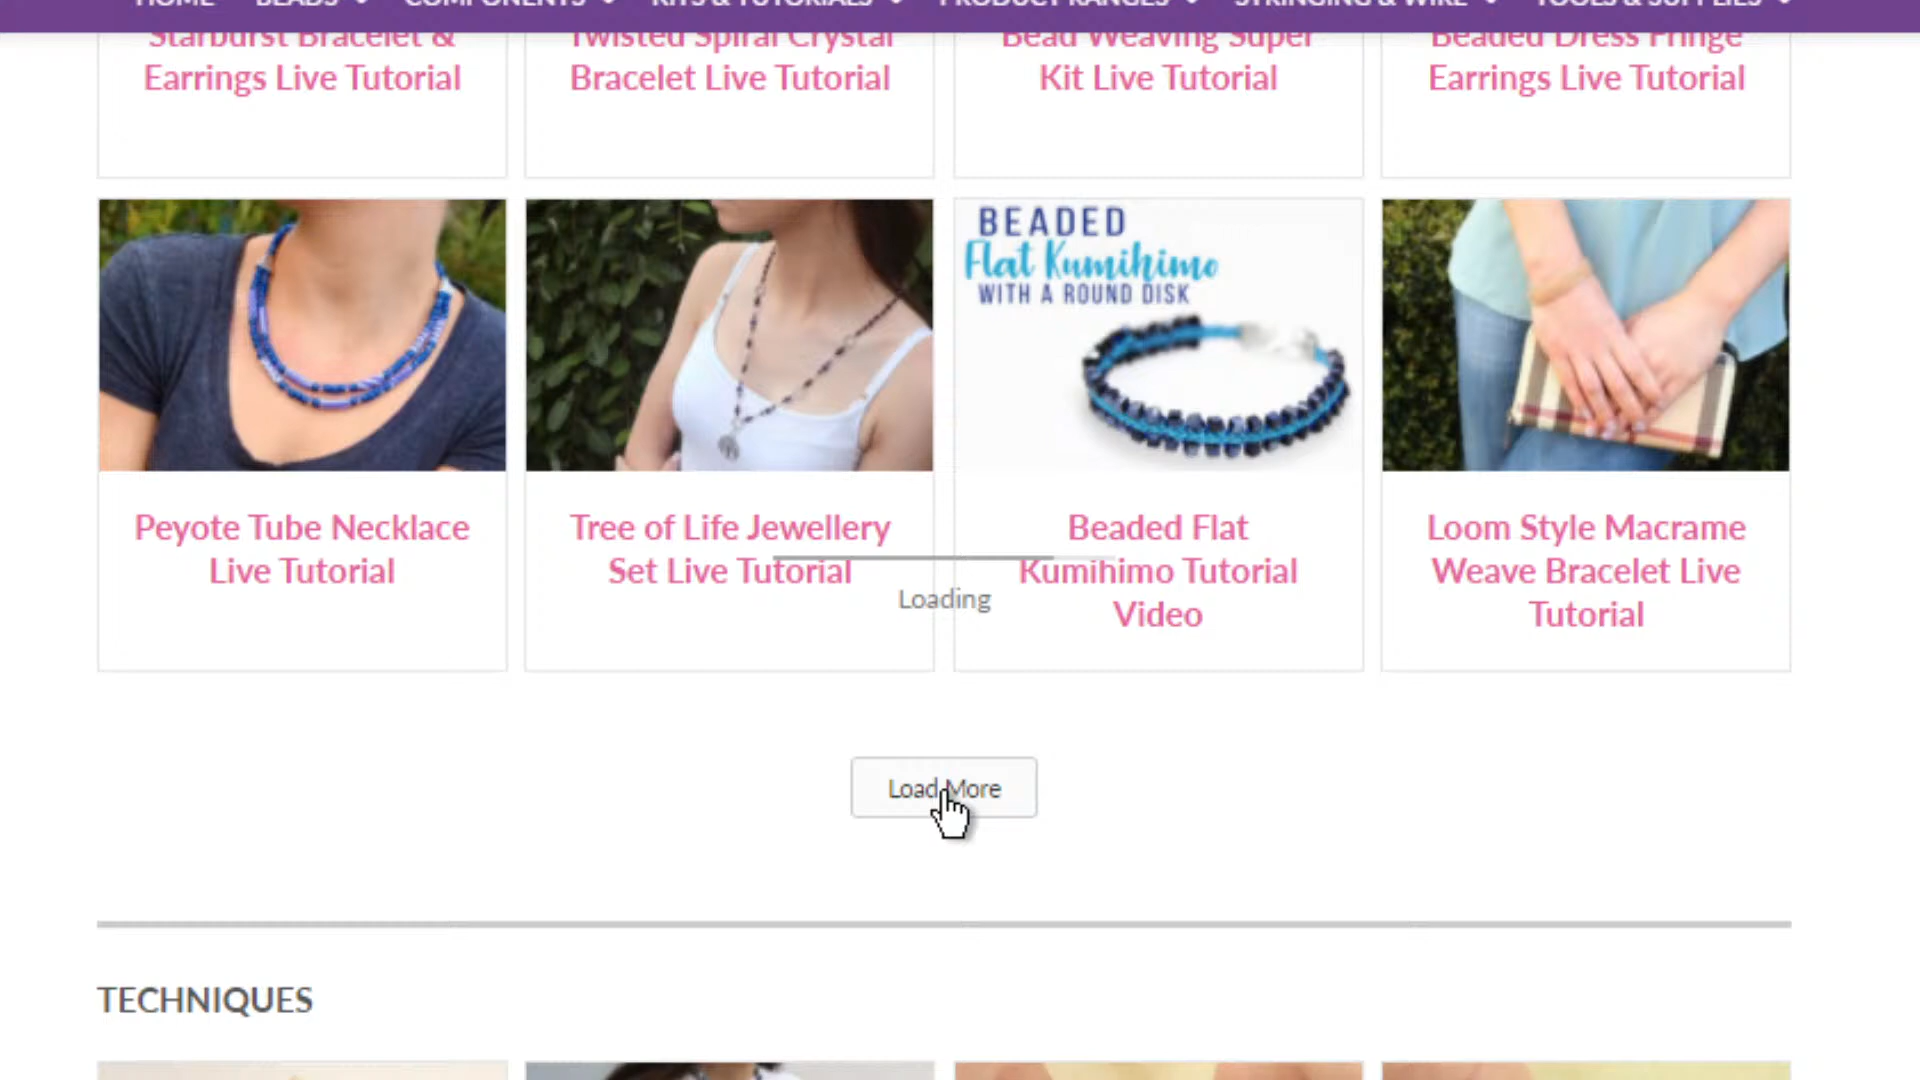 HOME BEADS COMPONENTS KITS & TUTORIALS PRODUCT RANGES STRINGING & WIRE TOOLS & SUPPLIES
Starburst Bracelet &
Earrings Live Tutorial
Twisted Spiral Crystal
Bracelet Live Tutorial
Bead Weaving Super
Kit Live Tutorial
Beaded Dress Fringe
Earrings Live Tutorial
BEADED
Flat Kumihimo
WITH A ROUND DISK
Peyote Tube Necklace
Live Tutorial
Tree of Life Jewellery
Set Live Tutorial
Beaded Flat
Kumihimo Tutorial
Video
Loom Style Macrame
Weave Bracelet Live
Tutorial
Loading
Load More
TECHNIQUES